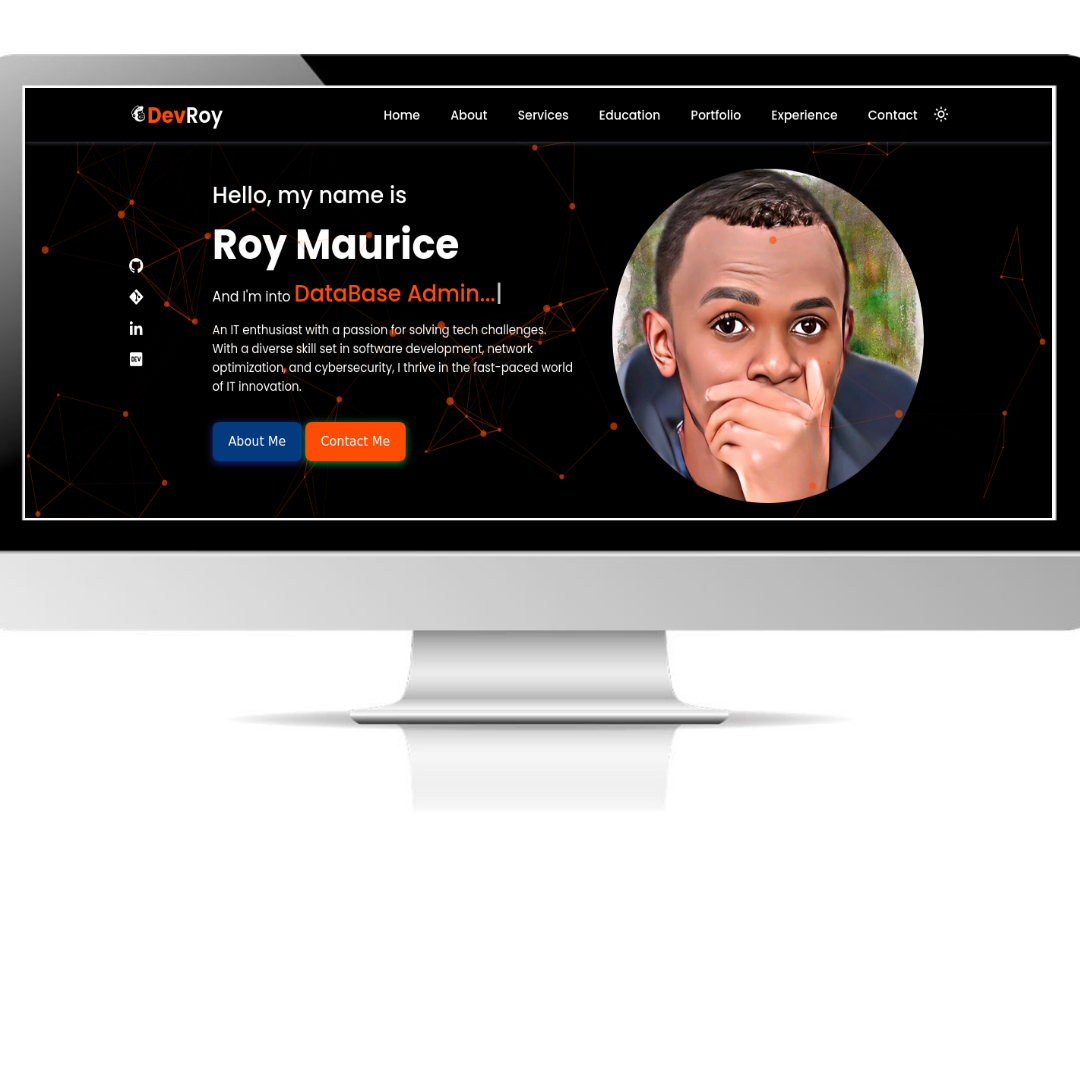 DevRoy
Home About Services Education Portfolio Experience Contact
Hello, my name is
Roy Maurice
And I'm into DataBase Admin...|
An IT enthusiast with a passion for solving tech challenges.
With a diverse skill set in software development, network
optimization, and cybersecurity, I thrive in the fast-paced world
of IT innovation.
in
DEV
About Me Contact Me